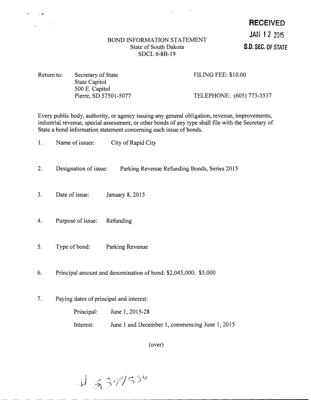 RECEIVED
JAN 12 2015
S.D. SEC. OF STATE
BOND INFORMATION STATEMENT
State of South Dakota
SDCL 6-8B-19
Return to: Secretary of State FILING FEE: $10.00
State Capitol
500 E. Capitol
Pierre, SD 57501-5077 TELEPHONE: (605) 773-3537
Every public body, authority, or agency issuing any general obligation, revenue, improvements,
industrial revenue, special assessment, or other bonds of any type shall file with the Secretary of
State a bond information statement concerning each issue of bonds.
1. Name of issuer: City of Rapid City
2. Designation of issue: Parking Revenue Refunding Bonds, Series 2015
3. Date of issue: January 8, 2015
4. Purpose of issue: Refunding
5. Type of bond: Parking Revenue
6. Principal amount and denomination of bond: $2,045,000; $5,000
7. Paying dates of principal and interest:
Principal: June 1, 2015-28
Interest: June 1 and December 1, commencing June 1, 2015
(over)